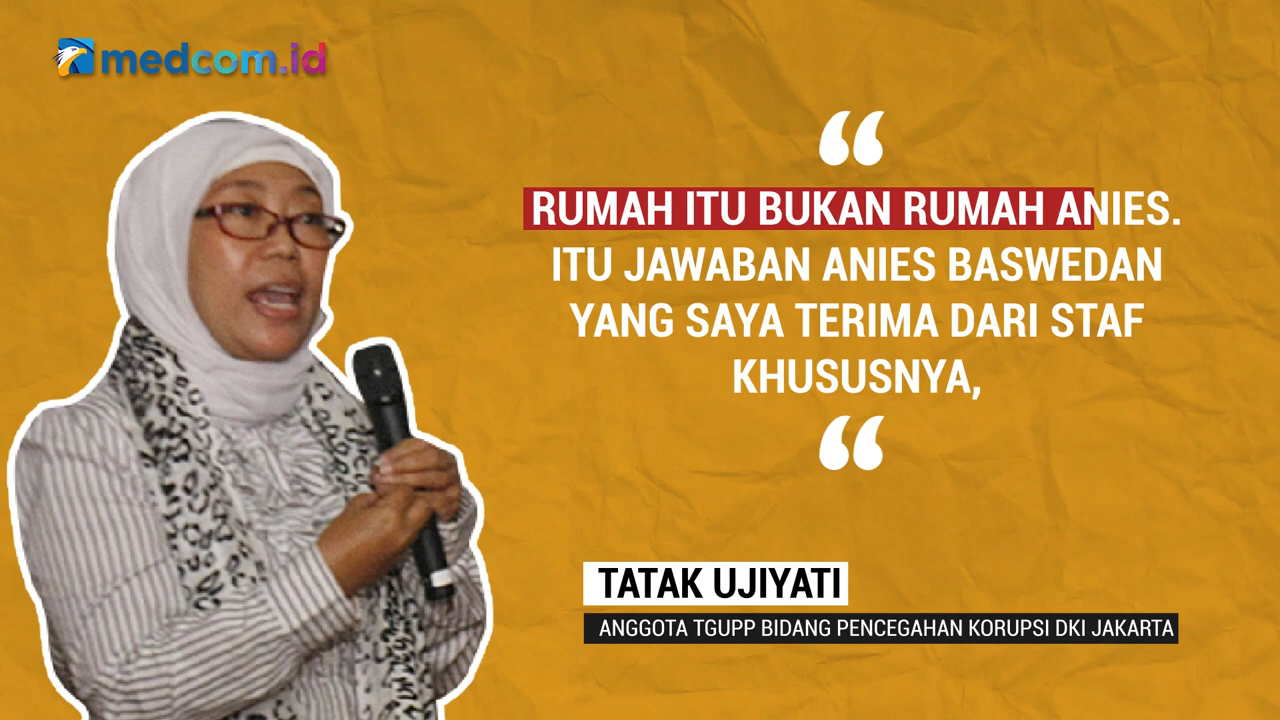 medcom.id
“
RUMAH ITU BUKAN RUMAH ANIES.
ITU JAWABAN ANIES BASWEDAN
YANG SAYA TERIMA DARI STAF
KHUSUSNYA,
“
TATAK UJIYATI
ANGGOTA TGUPP BIDANG PENCEGAHAN KORUPSI DKI JAKARTA